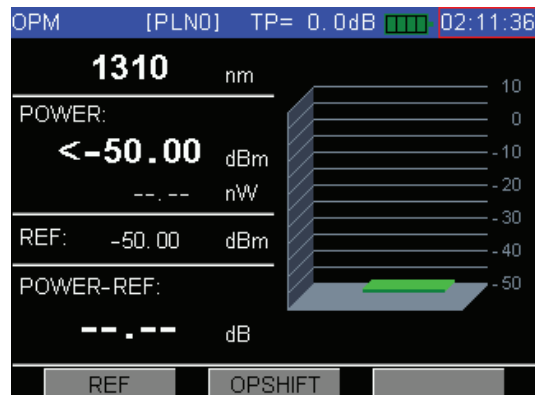 OPM [PLN0] TP= 0.0dB 02:11:36
1310 nm
POWER:
<-50.00 dBm
--.-- nW
REF: -50.00 dBm
POWER-REF:
--.-- dB
10
0
-10
-20
-30
-40
-50
REF OPSHIFT